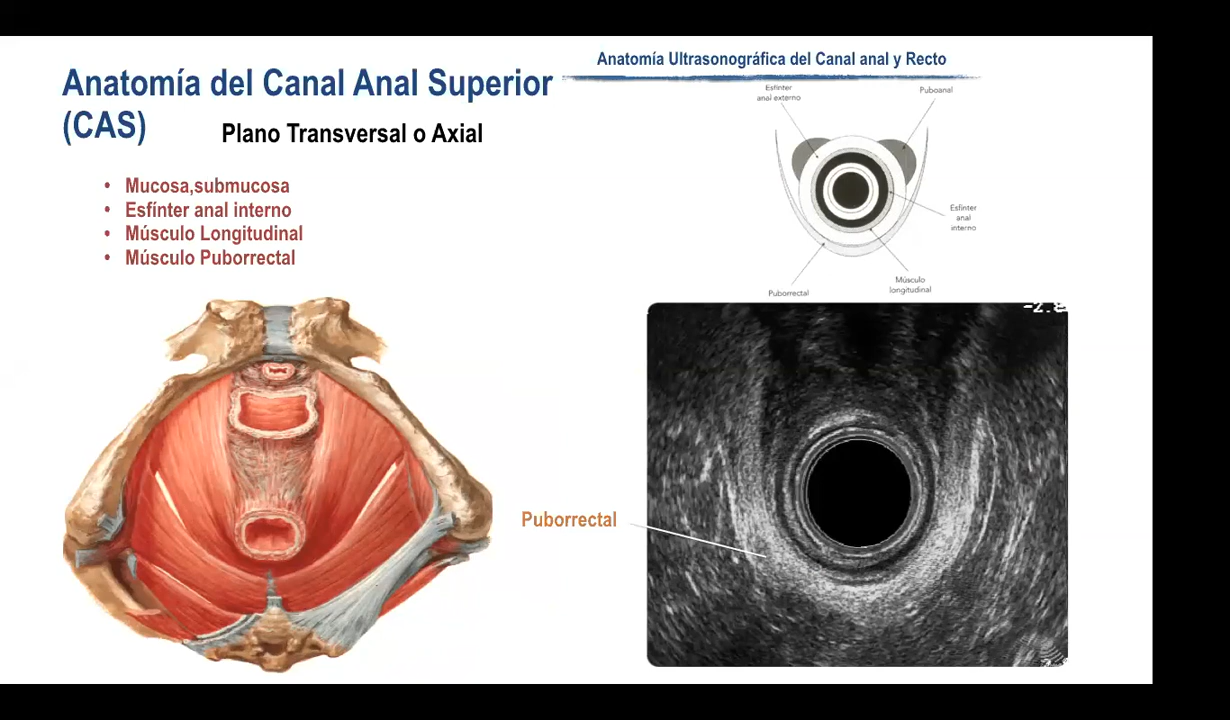 Anatomía Ultrasonográfica del Canal anal y Recto
Anatomía del Canal Anal Superior
(CAS)
Plano Transversal o Axial
• Mucosa,submucosa
• Esfínter anal interno
• Músculo Longitudinal
• Músculo Puborrectal
Esfínter
anal externo
Puboanal
Esfínter
anal
interno
Músculo
longitudinal
Puborrectal
Puborrectal